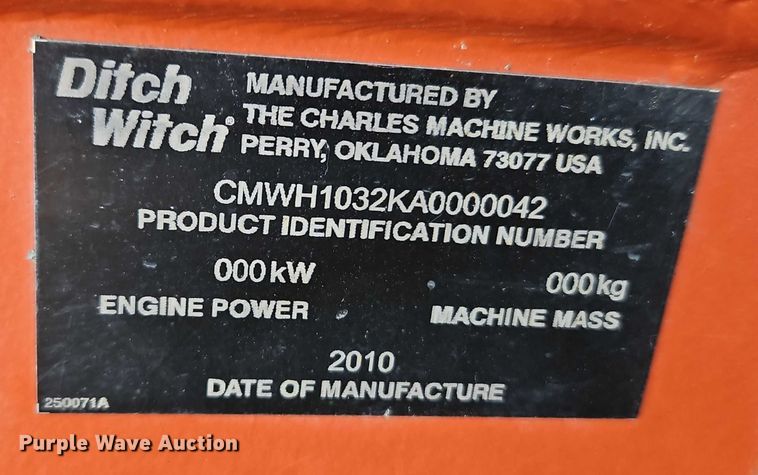 Ditch Witch®
MANUFACTURED BY
THE CHARLES MACHINE WORKS, INC.
PERRY, OKLAHOMA 73077 USA
CMWH1032KA0000042
PRODUCT IDENTIFICATION NUMBER
000kW
ENGINE POWER
000kg
MACHINE MASS
2010
DATE OF MANUFACTURE
250071A
Purple Wave Auction